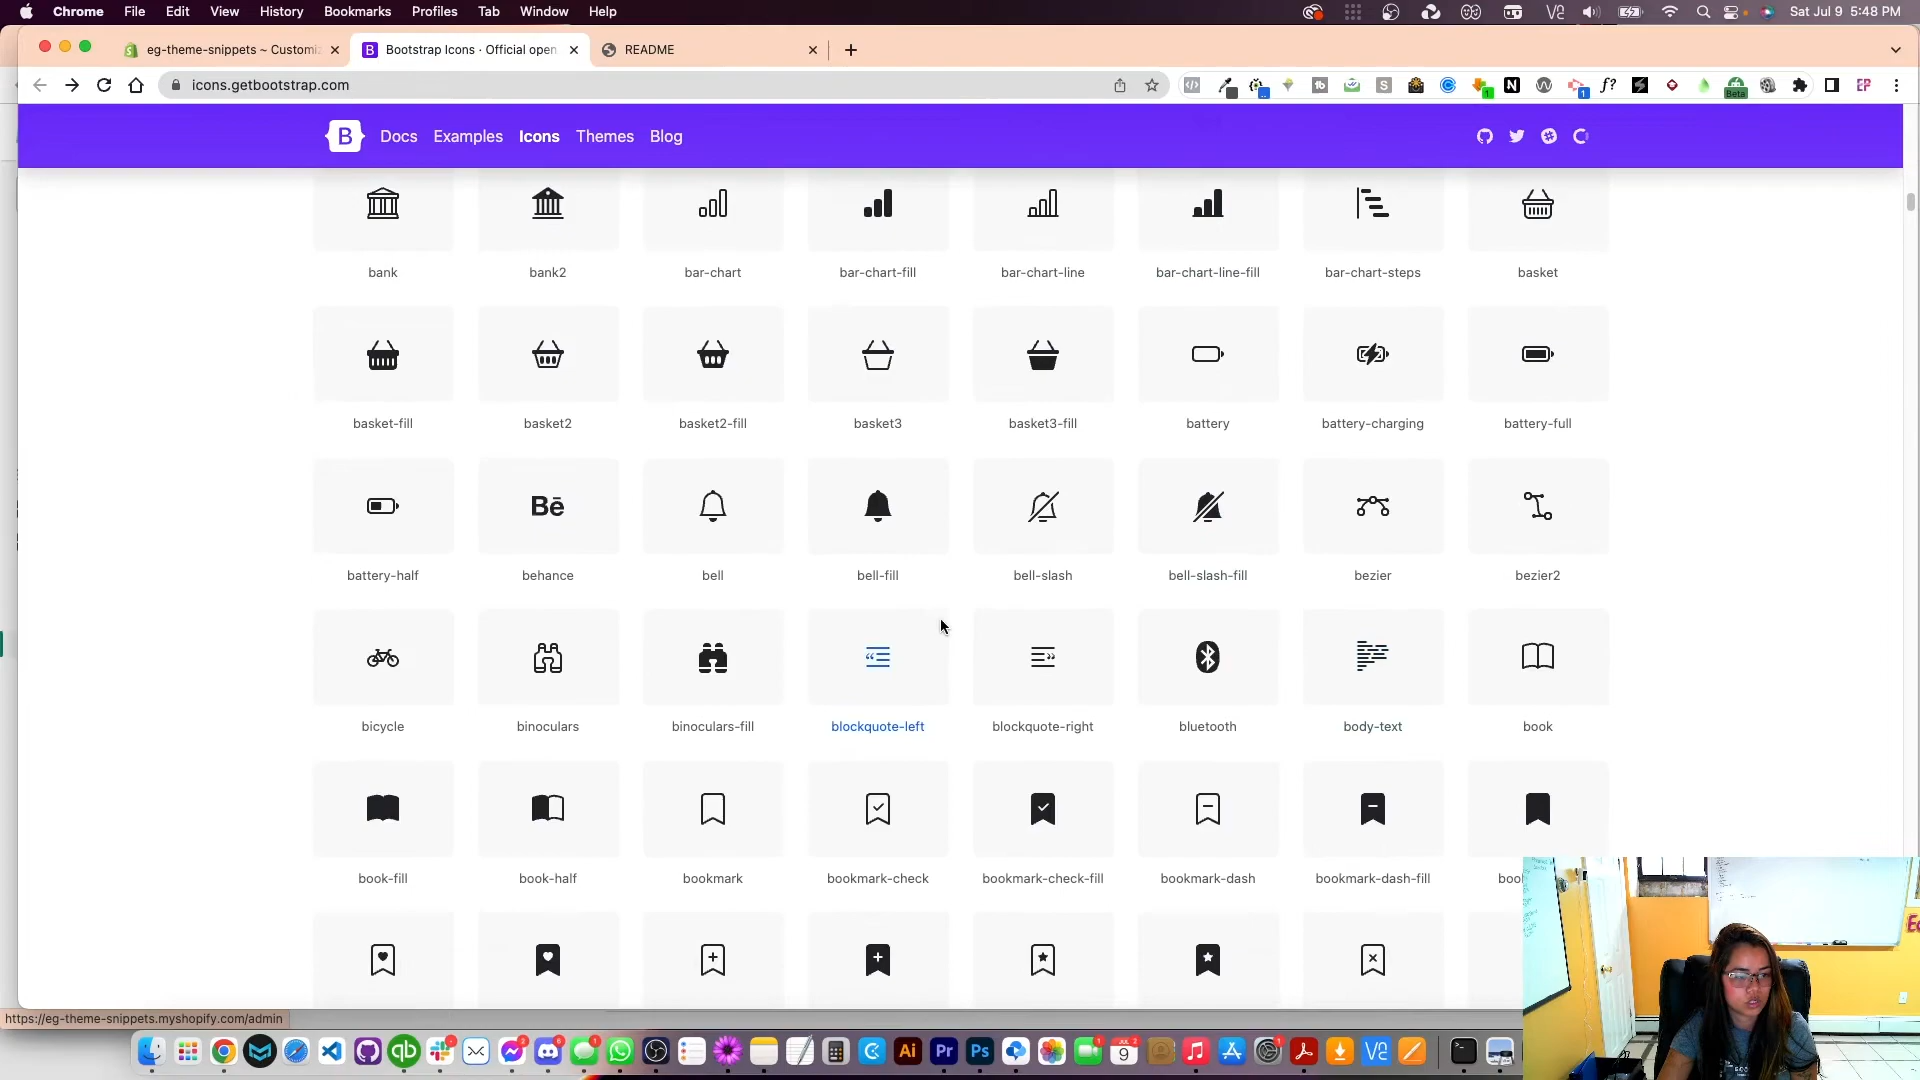 Chrome File Edit View History Bookmarks Profiles Tab Window Help Sat Jul 9 5:48 PM
eg-theme-snippets ~ Customi Bootstrap Icons · Official open README
icons.getbootstrap.com
B Docs Examples Icons Themes Blog
bank bank2 bar-chart bar-chart-fill bar-chart-line bar-chart-line-fill bar-chart-steps basket
basket-fill basket2 basket2-fill basket3 basket3-fill battery battery-charging battery-full
Bē
battery-half behance bell bell-fill bell-slash bell-slash-fill bezier bezier2
bicycle binoculars binoculars-fill blockquote-left blockquote-right bluetooth body-text book
book-fill book-half bookmark bookmark-check bookmark-check-fill bookmark-dash bookmark-dash-fill
https://eg-theme-snippets.myshopify.com/admin